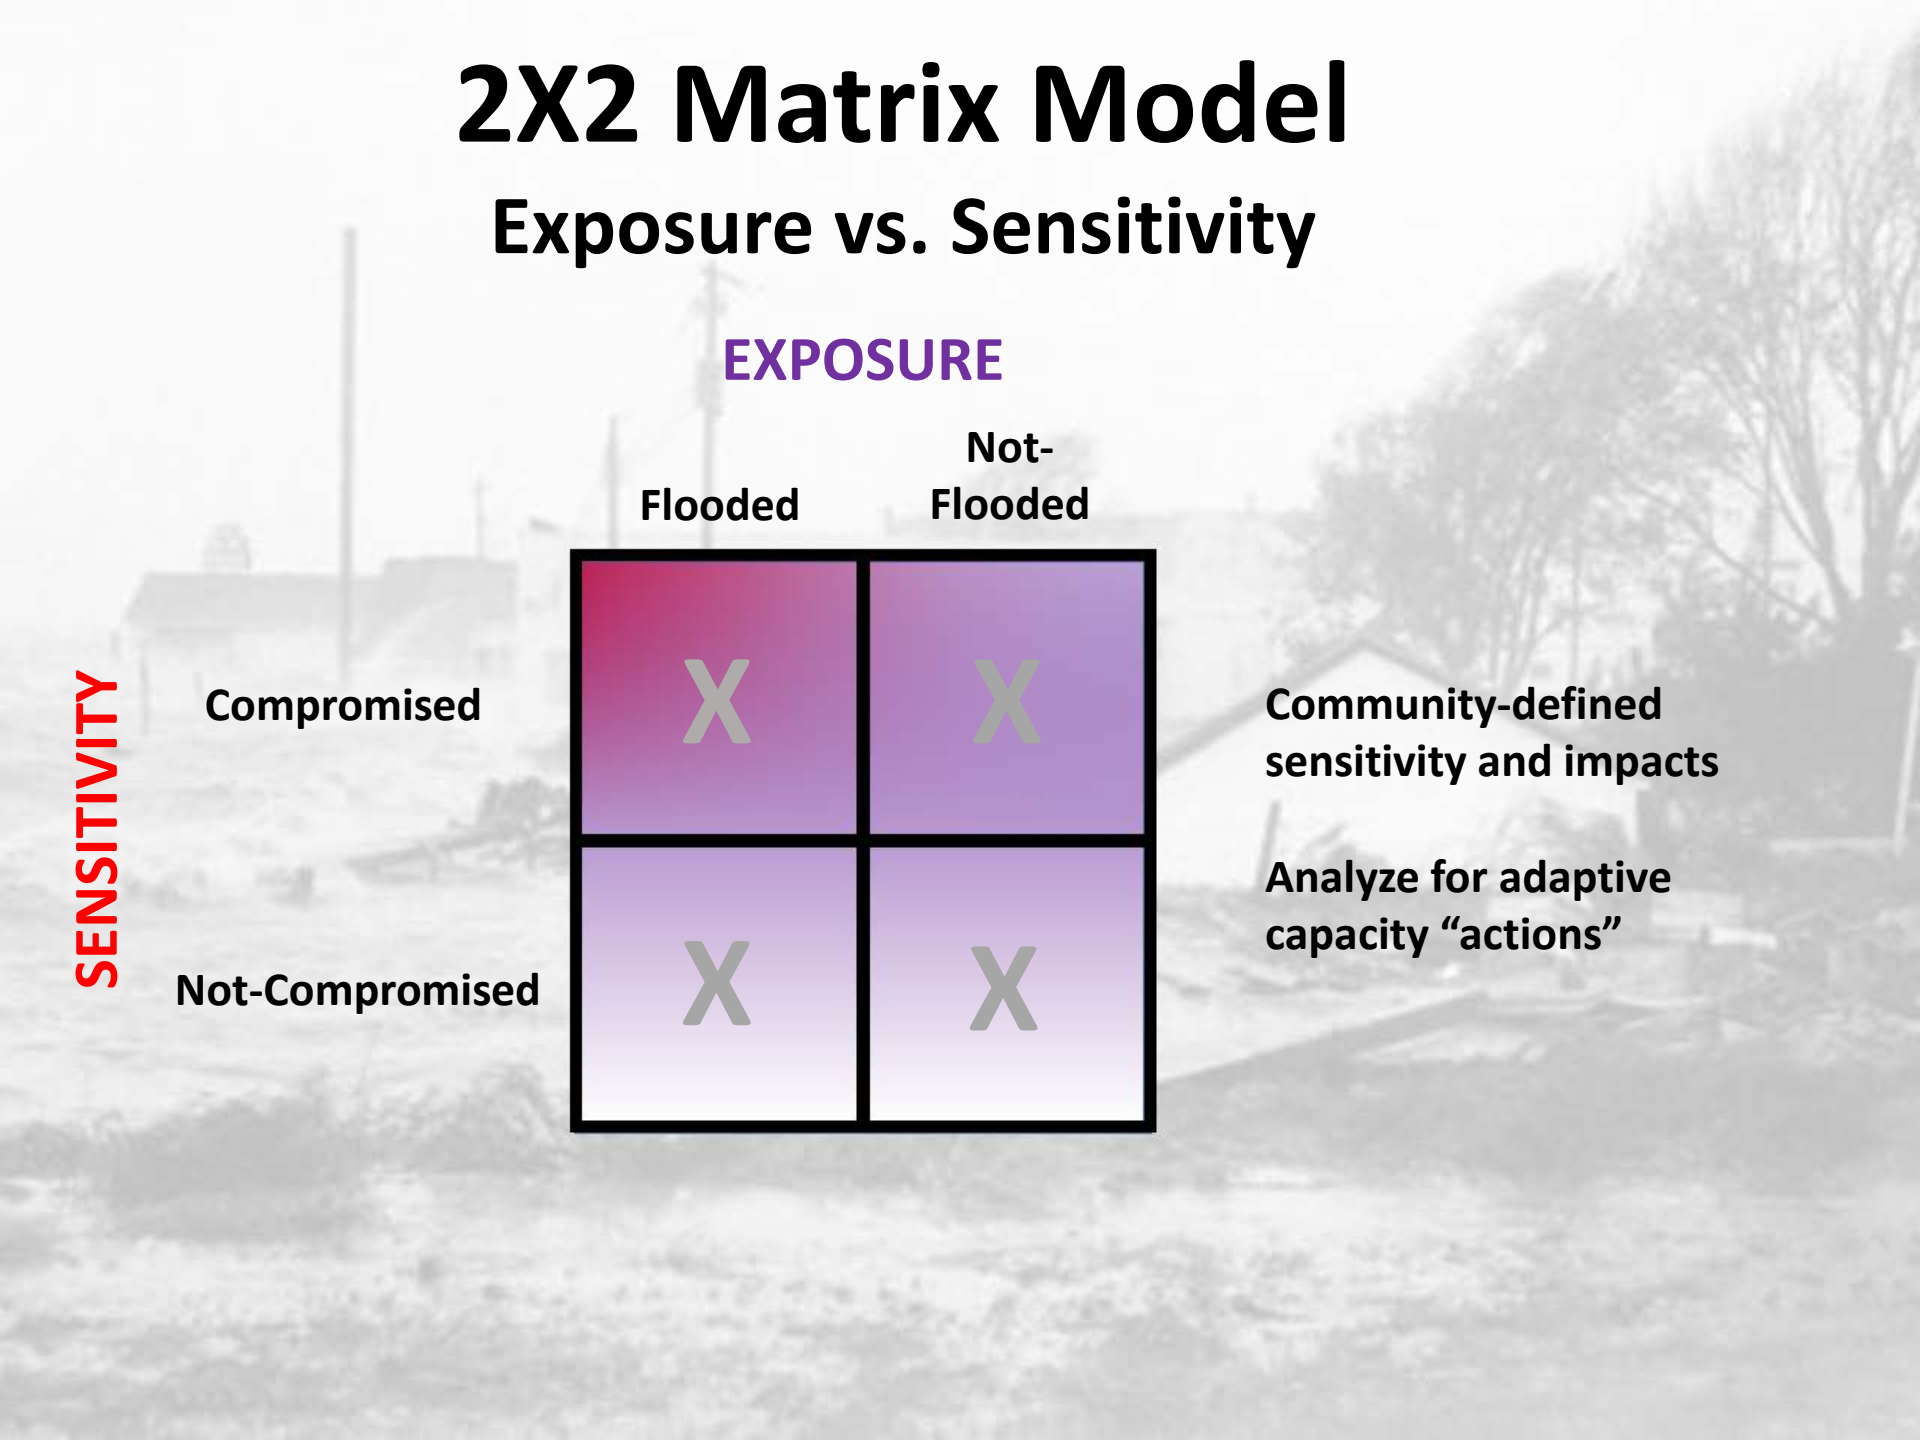 2X2 Matrix Model
Exposure vs. Sensitivity
EXPOSURE
Flooded
Not-
Flooded
SENSITIVITY
Compromised
X
X
Community-defined
sensitivity and impacts
Not-Compromised
X
X
Analyze for adaptive
capacity “actions”